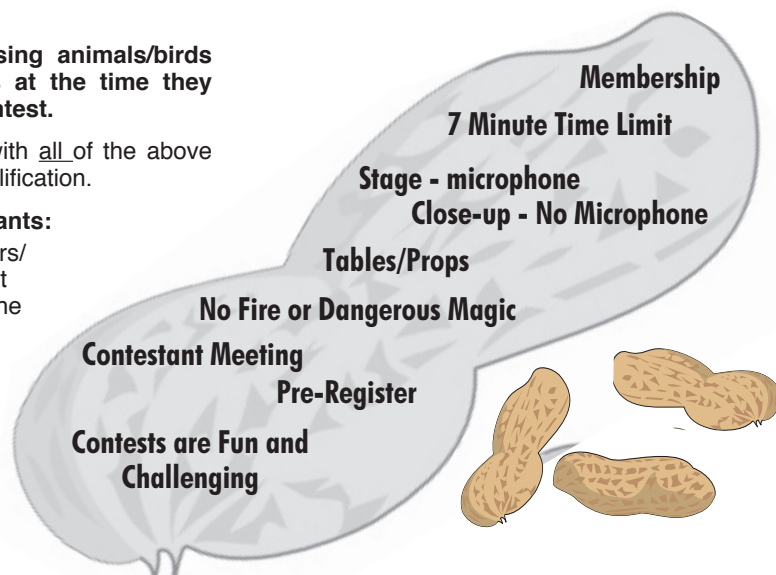 sing animals/birds
at the time they
ntest.
with all of the above
lification.
ants:
rs/
t
ne
Membership
7 Minute Time Limit
Stage - microphone
Close-up - No Microphone
Tables/Props
No Fire or Dangerous Magic
Contestant Meeting
Pre-Register
Contests are Fun and
Challenging